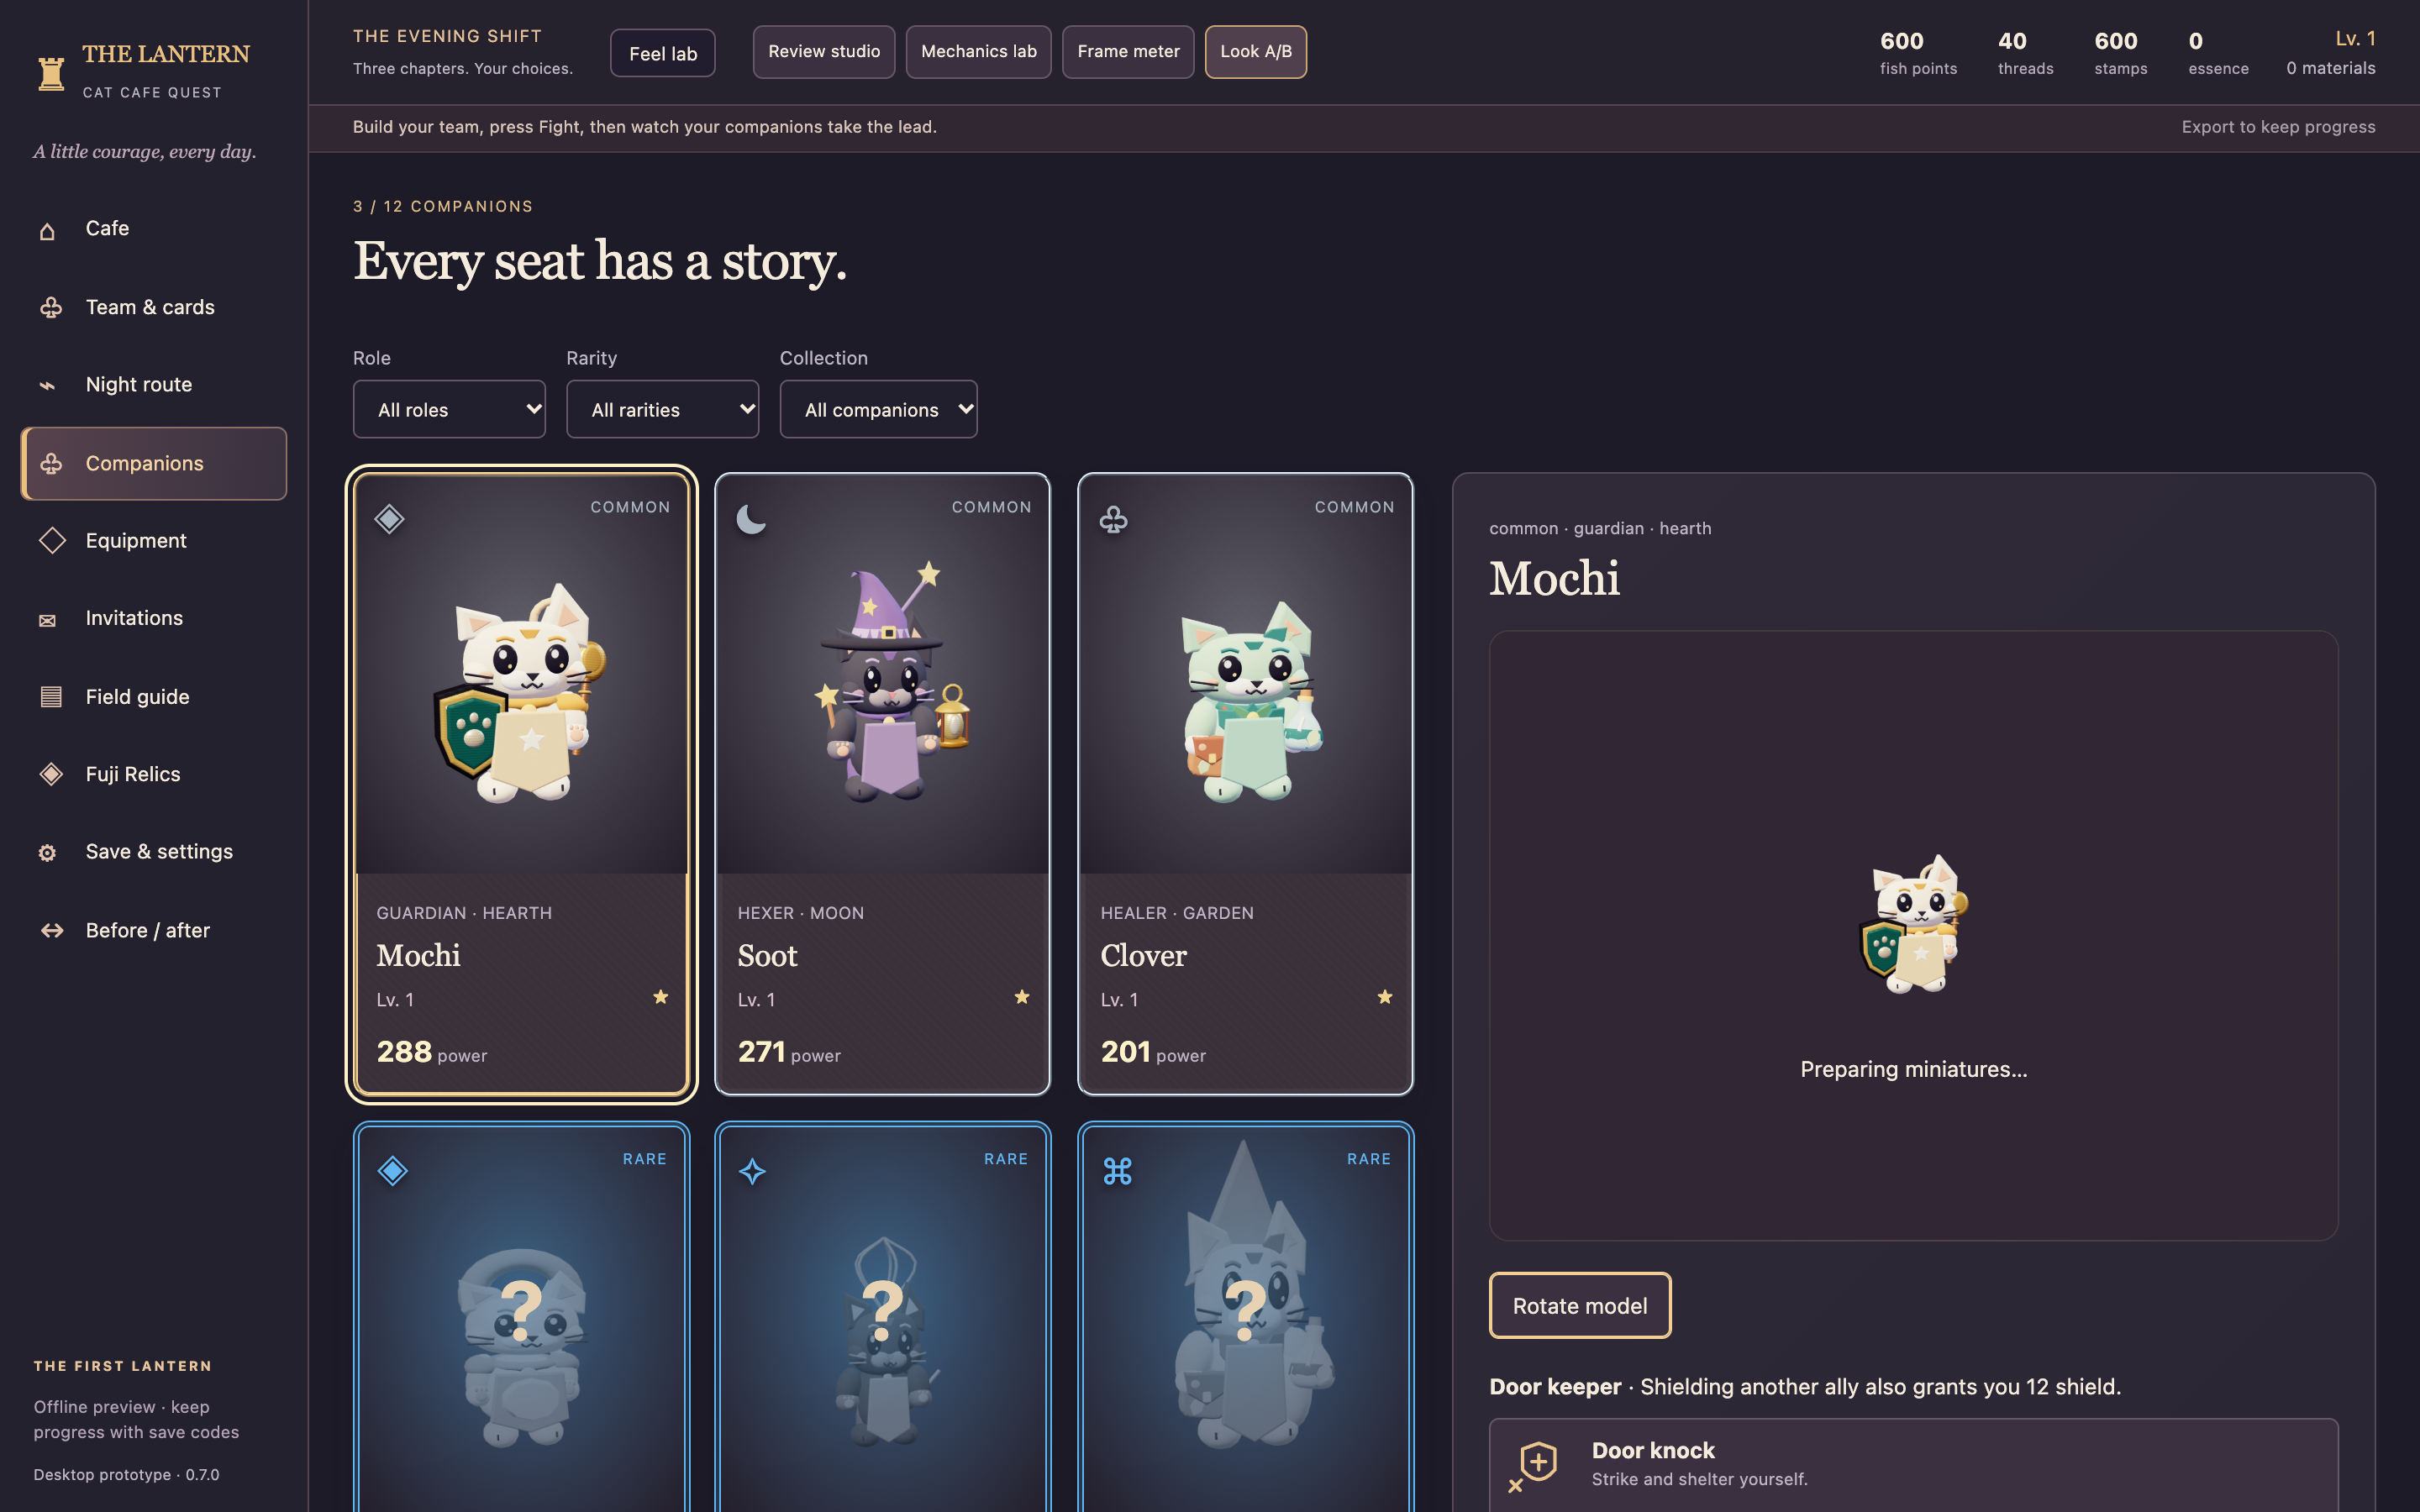 THE LANTERN
CAT CAFE QUEST
A little courage, every day.
Cafe
Team & cards
Night route
Companions
Equipment
Invitations
Field guide
Fuji Relics
Save & settings
Before / after
THE FIRST LANTERN
Offline preview · keep
progress with save codes
Desktop prototype · 0.7.0
THE EVENING SHIFT
Three chapters. Your choices.
Feel lab
Review studio
Mechanics lab
Frame meter
Look A/B
600
fish points
40
threads
600
stamps
0
essence
Lv. 1
0 materials
Build your team, press Fight, then watch your companions take the lead.
Export to keep progress
3 / 12 COMPANIONS
Every seat has a story.
Role
Rarity
Collection
All roles
All rarities
All companions
COMMON
GUARDIAN · HEARTH
Mochi
Lv. 1
288 power
COMMON
HEXER · MOON
Soot
Lv. 1
271 power
COMMON
HEALER · GARDEN
Clover
Lv. 1
201 power
RARE
?
RARE
?
RARE
?
common · guardian · hearth
Mochi
Preparing miniatures...
Rotate model
Door keeper · Shielding another ally also grants you 12 shield.
Door knock
Strike and shelter yourself.